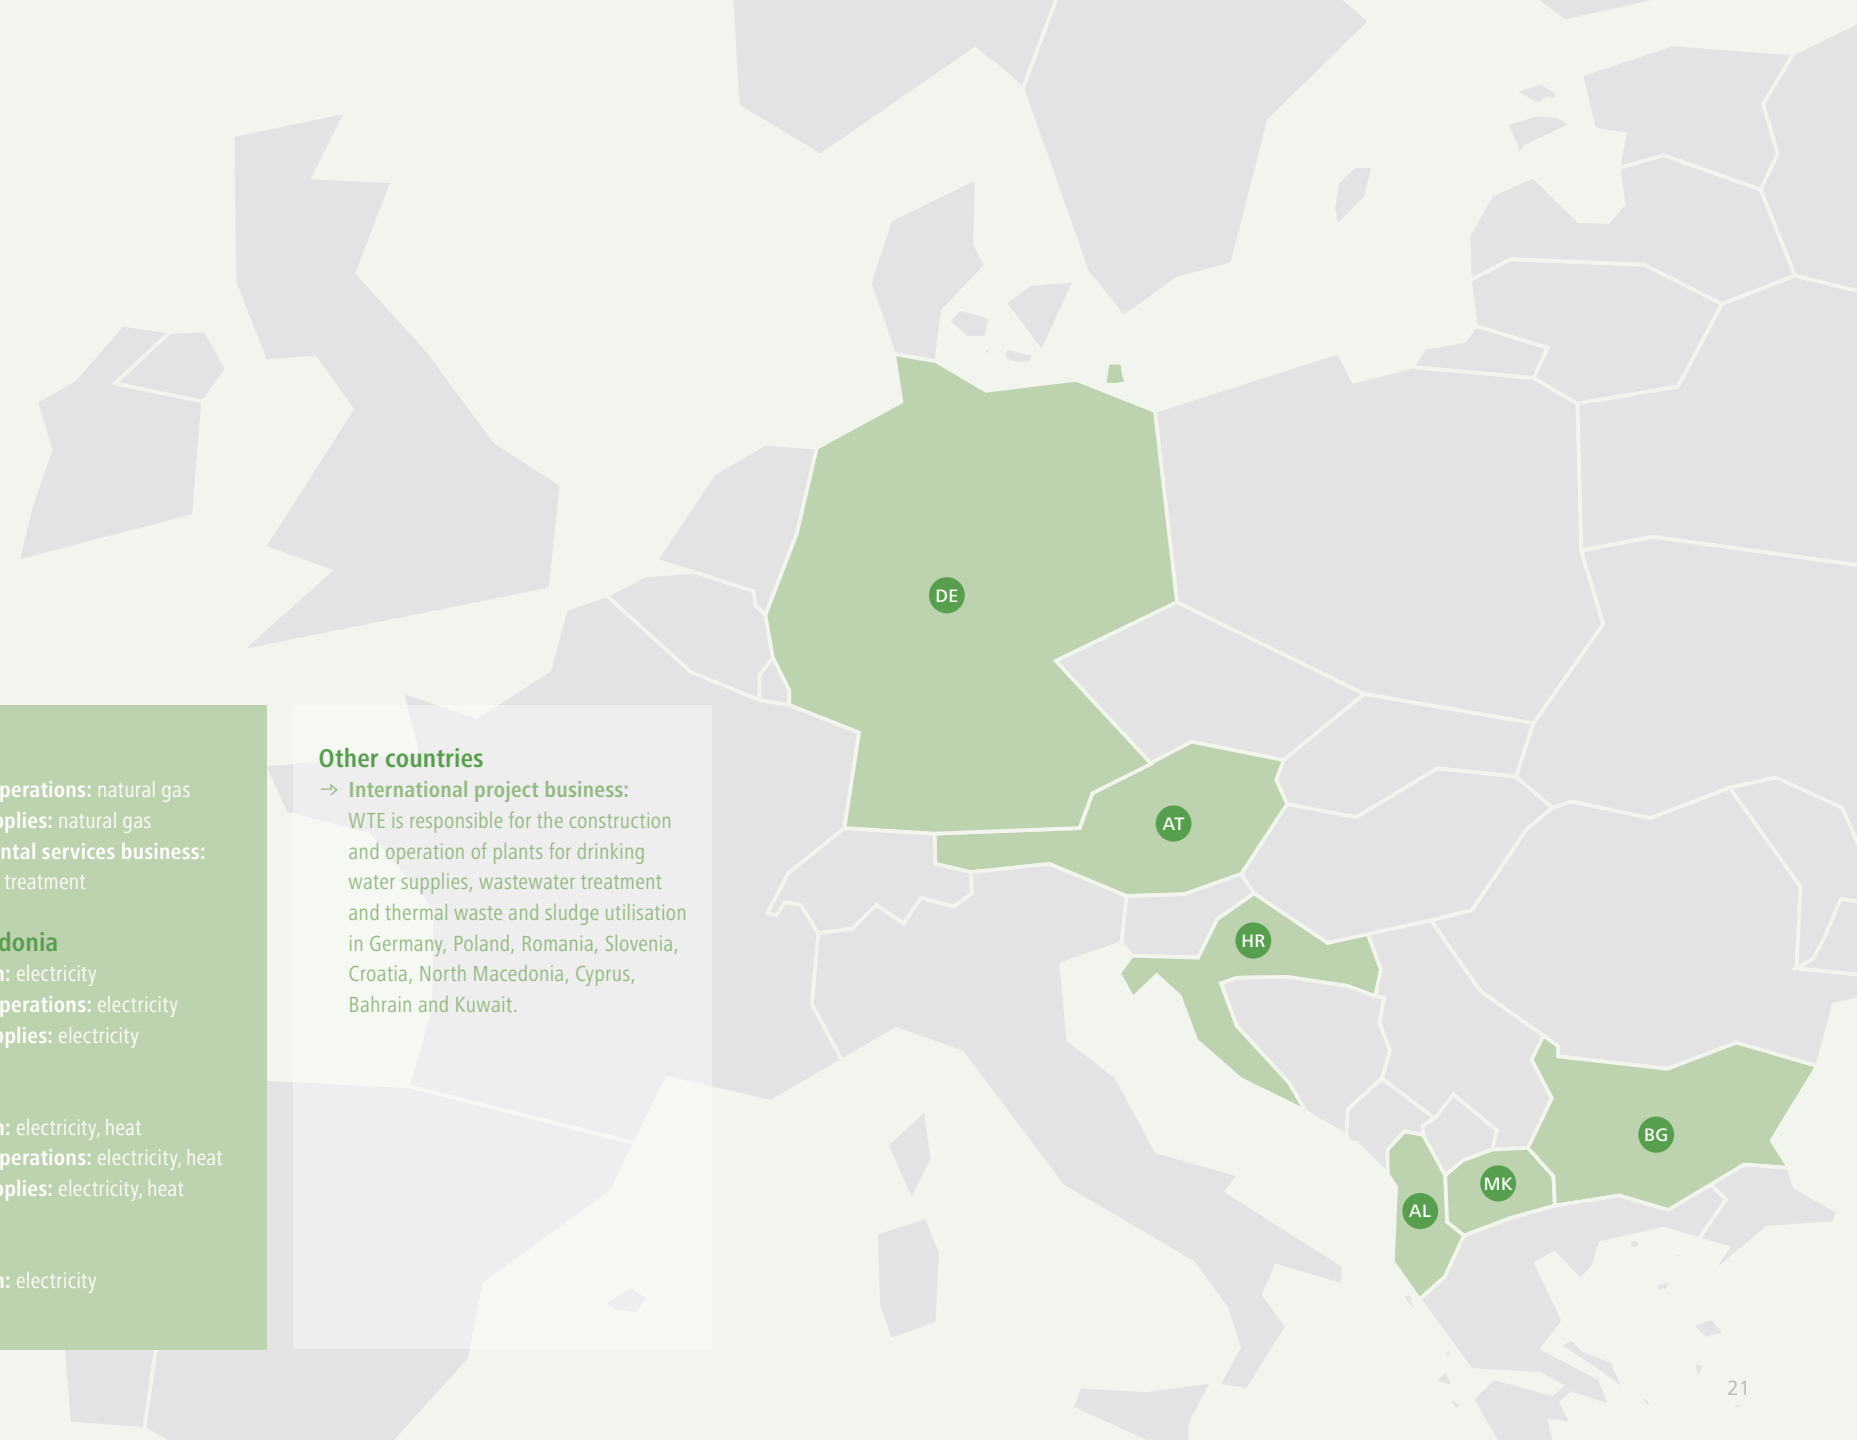 perations: natural gas
pplies: natural gas
ntal services business:
treatment
donia
n: electricity
perations: electricity
pplies: electricity
n: electricity, heat
perations: electricity, heat
pplies: electricity, heat
n: electricity
Other countries
→ International project business:
WTE is responsible for the construction
and operation of plants for drinking
water supplies, wastewater treatment
and thermal waste and sludge utilisation
in Germany, Poland, Romania, Slovenia,
Croatia, North Macedonia, Cyprus,
Bahrain and Kuwait.
DE
AT
HR
BG
MK
AL
21